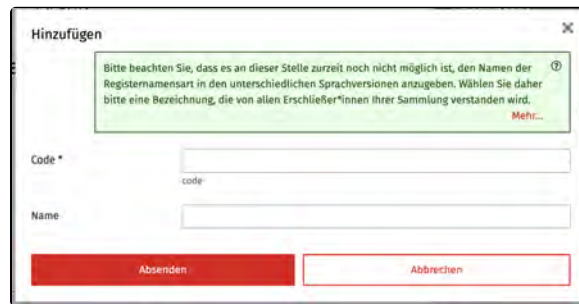 Hinzufügen
Bitte beachten Sie, dass es an dieser Stelle zurzeit noch nicht möglich ist, den Namen der
Registernamensart in den unterschiedlichen Sprachversionen anzugeben. Wählen Sie daher
bitte eine Bezeichnung, die von allen Erschließer*innen Ihrer Sammlung verstanden wird.
Mehr...
Code *
code
Name
Absenden Abbrechen